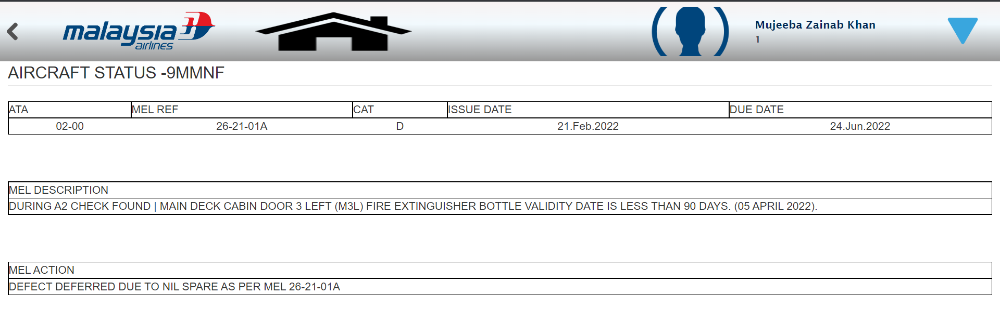 malaysia
airlines
Mujeeba Zainab Khan
1
AIRCRAFT STATUS -9MMNF
ATA MEL REF CAT ISSUE DATE DUE DATE
02-00 26-21-01A D 21.Feb.2022 24.Jun.2022
MEL DESCRIPTION
DURING A2 CHECK FOUND | MAIN DECK CABIN DOOR 3 LEFT (M3L) FIRE EXTINGUISHER BOTTLE VALIDITY DATE IS LESS THAN 90 DAYS. (05 APRIL 2022).
MEL ACTION
DEFECT DEFERRED DUE TO NIL SPARE AS PER MEL 26-21-01A